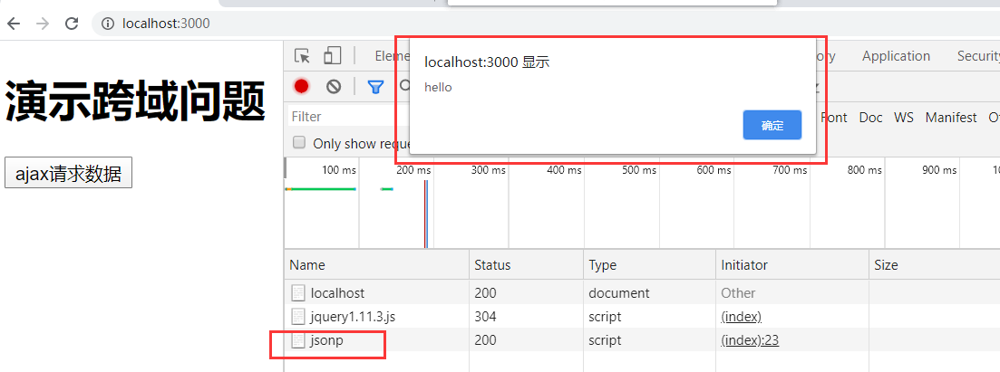 localhost:3000
演示跨域问题
ajax请求数据
localhost:3000 显示
hello
确定
Application
Security
Filter
Font Doc WS Manifest
Only show reque
100 ms 200 ms 300 ms 400 ms 500 ms 600 ms 700 ms 800 ms 900 ms
Name Status Type Initiator Size
localhost 200 document Other
jquery1.11.3.js 304 script (index)
jsonp 200 script (index):23